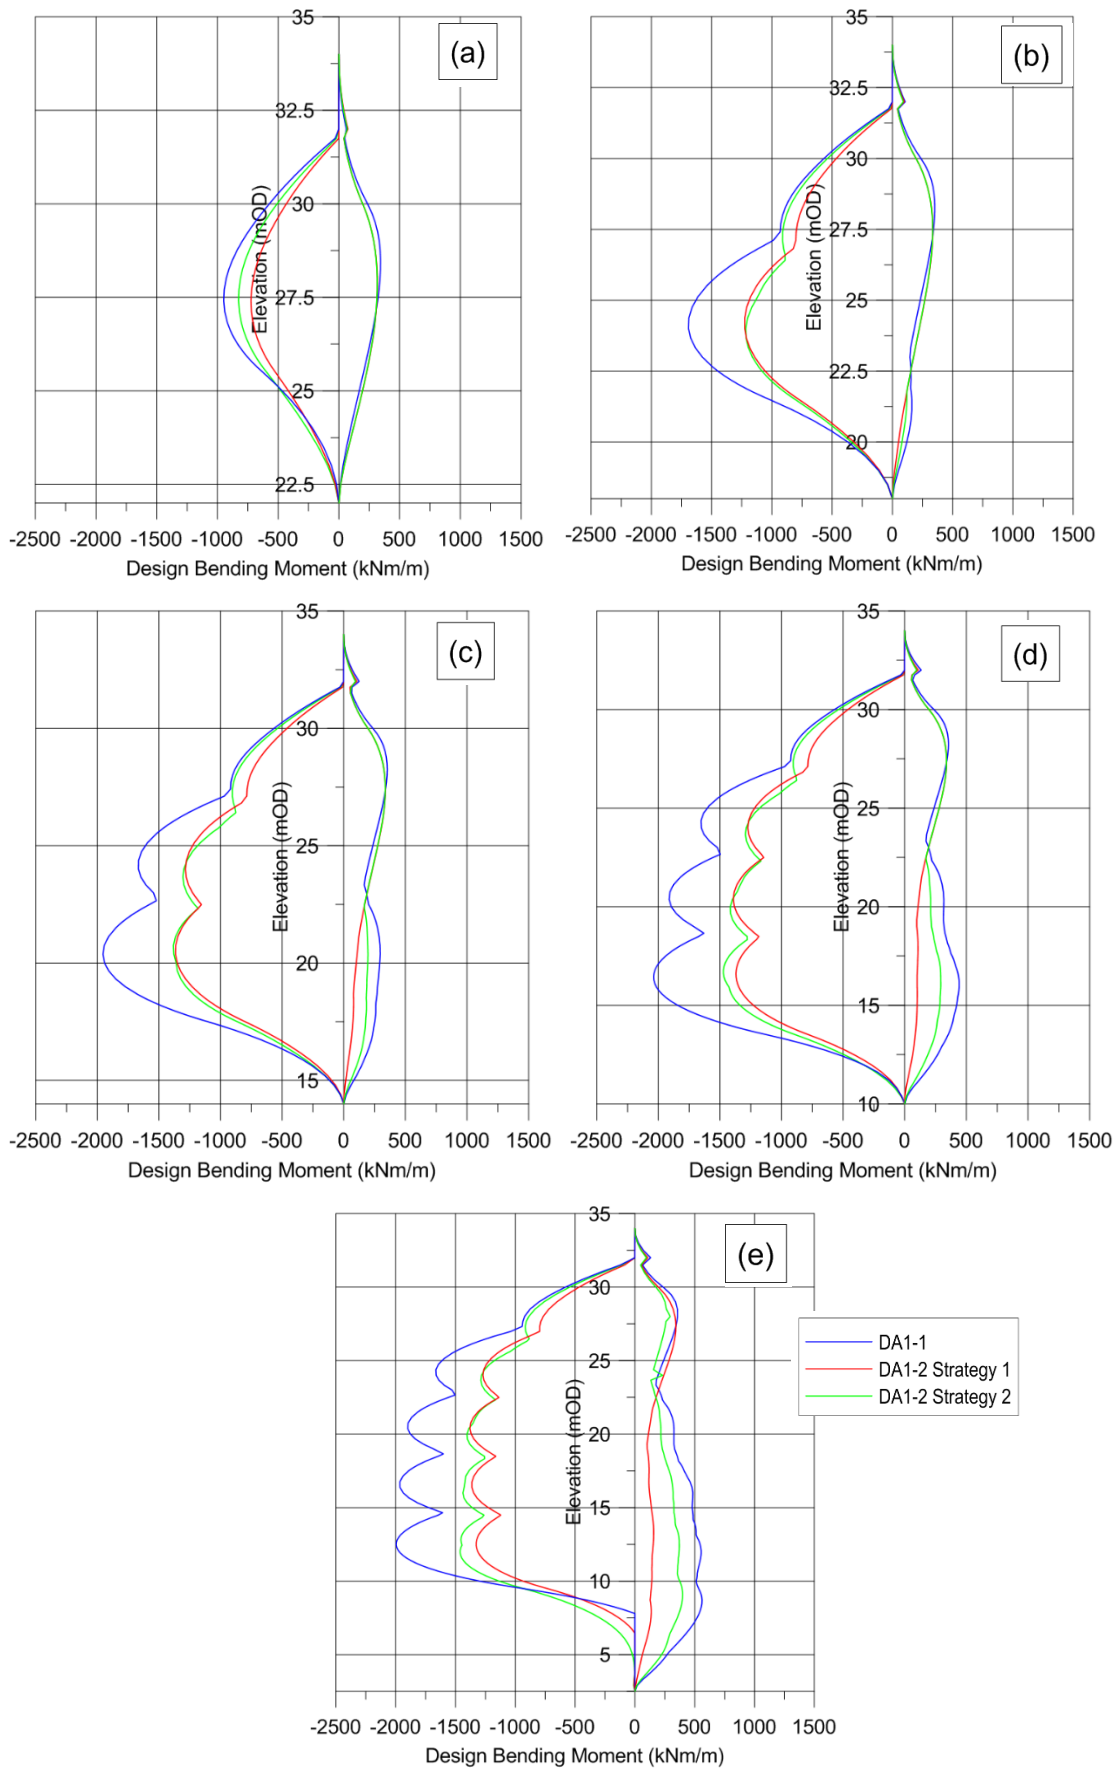 (a)
35
32.5
30
27.5
25
22.5
Elevation (mOD)
-2500 -2000 -1500 -1000 -500 0 500 1000 1500
Design Bending Moment (kNm/m)
(b)
35
32.5
30
27.5
25
22.5
20
Elevation (mOD)
-2500 -2000 -1500 -1000 -500 0 500 1000 1500
Design Bending Moment (kNm/m)
(c)
35
30
25
20
15
Elevation (mOD)
-2500 -2000 -1500 -1000 -500 0 500 1000 1500
Design Bending Moment (kNm/m)
(d)
35
30
25
20
15
10
Elevation (mOD)
-2500 -2000 -1500 -1000 -500 0 500 1000 1500
Design Bending Moment (kNm/m)
(e)
35
30
25
20
15
10
5
Elevation (mOD)
-2500 -2000 -1500 -1000 -500 0 500 1000 1500
Design Bending Moment (kNm/m)
DA1-1
DA1-2 Strategy 1
DA1-2 Strategy 2